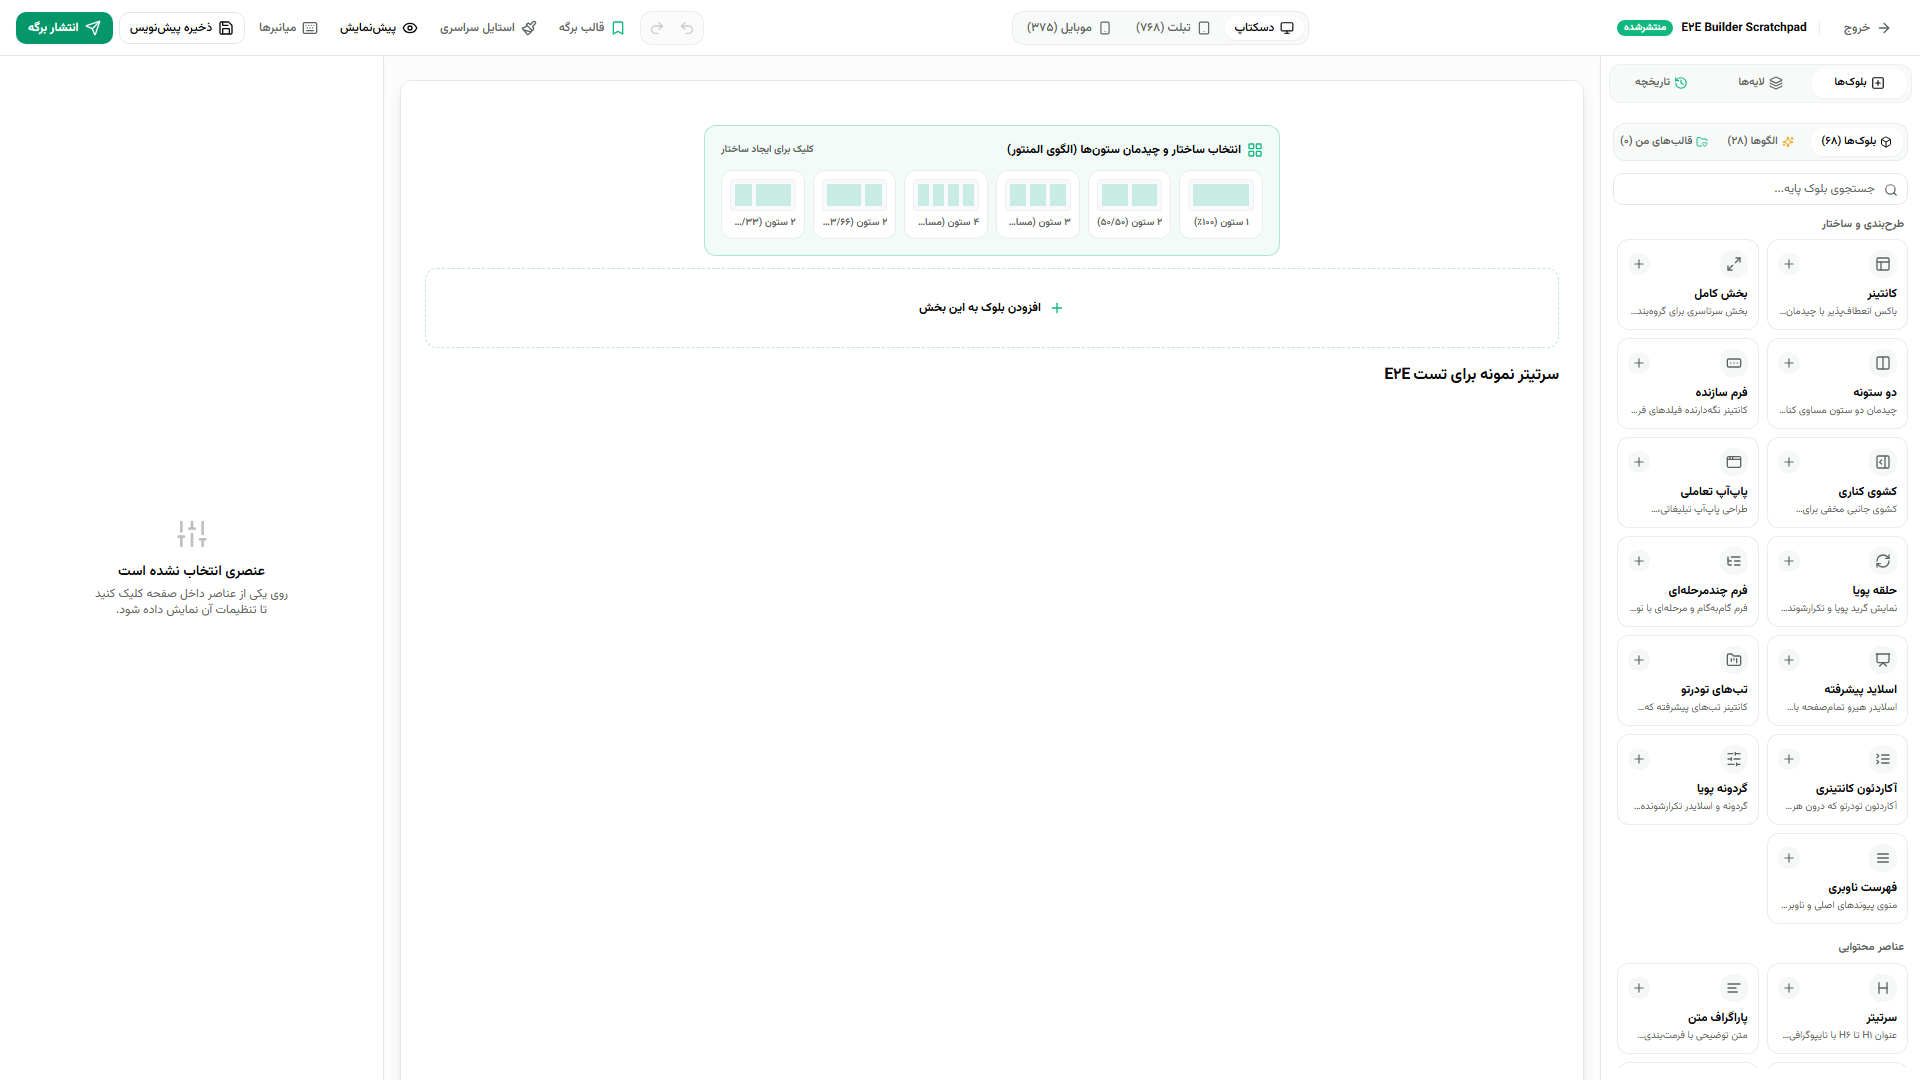 خروج
E۲E Builder Scratchpad
منتشرشده
دسکتاپ
تبلت (۷۶۸)
موبایل (۳۷۵)
قالب برگه
استایل سراسری
پیش‌نمایش
میانبرها
ذخیره پیش‌نویس
انتشار برگه
بلوک‌ها
لایه‌ها
تاریخچه
بلوک‌ها (۶۸)
الگوها (۲۸)
قالب‌های من (۰)
جستجوی بلوک پایه...
طرح‌بندی و ساختار
کانتینر
باکس انعطاف‌پذیر با چیدمان...
بخش کامل
بخش سرتاسری برای گروه‌بند...
دو ستونه
چیدمان دو ستون مساوی کنا...
فرم سازنده
کانتینر نگه‌دارنده فیلدهای فر...
کشوی کناری
کشوی جانبی مخفی برای...
پاپ‌آپ تعاملی
طراحی پاپ‌آپ تبلیغاتی،...
حلقه پویا
نمایش گرید پویا و تکرارشوند...
فرم چندمرحله‌ای
فرم گام‌به‌گام و مرحله‌ای با نو...
اسلاید پیشرفته
اسلایدر هیرو تمام‌صفحه با...
تب‌های تودرتو
کانتینر تب‌های پیشرفته که...
آکاردئون کانتینری
آکاردئون تودرتو که درون هر...
گردونه پویا
گردونه و اسلایدر تکرارشونده...
فهرست ناوبری
منوی پیوندهای اصلی و ناوبر...
عناصر محتوایی
سرتیتر
عنوان H۱ تا H۶ با تایپوگرافی...
پاراگراف متن
متن توضیحی با فرمت‌بندی...
انتخاب ساختار و چیدمان ستون‌ها (الگوی المنتور)
کلیک برای ایجاد ساختار
۱ ستون (۱۰۰٪)
۲ ستون (۵۰/۵۰)
۳ ستون (مسا...
۴ ستون (مسا...
۲ ستون (۳/۶۶...
۲ ستون (۳۳/...
افزودن بلوک به این بخش
سرتیتر نمونه برای تست E۲E
عنصری انتخاب نشده است
روی یکی از عناصر داخل صفحه کلیک کنید
تا تنظیمات آن نمایش داده شود.